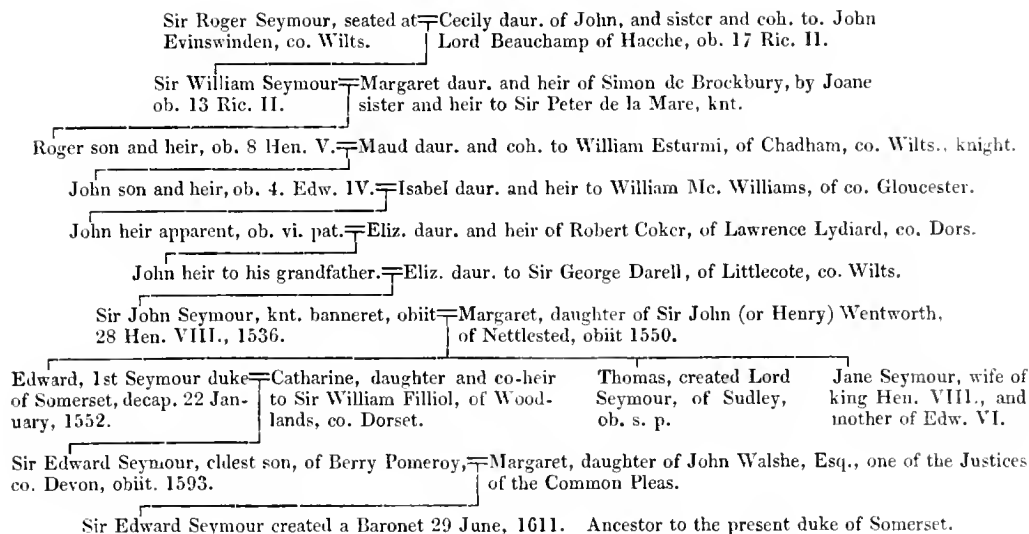 Sir Roger Seymour, seated at Cecily daur. of John, and sister and coh. to. John
Evinswinden, co. Wilts. Lord Beauchamp of Hacche, ob. 17 Ric. II.
Sir William Seymour Margaret daur. and heir of Simon de Brockbury, by Joane
ob. 13 Ric. II. sister and heir to Sir Peter de la Mare, knt.
Roger son and heir, ob. 8 Hen. V. Maud daur. and coh. to William Esturmi, of Chadham, co. Wilts., knight.
John son and heir, ob. 4. Edw. IV. Isabel daur. and heir to William Mc. Williams, of co. Gloucester.
John heir apparent, ob. vi. pat. Eliz. daur. and heir of Robert Coker, of Lawrence Lydiard, co. Dors.
John heir to his grandfather. Eliz. daur. to Sir George Darell, of Littlecote, co. Wilts.
Sir John Seymour, knt. banneret, obiit Margaret, daughter of Sir John (or Henry) Wentworth,
28 Hen. VIII., 1536. of Nettlested, obiit 1550.
Edward, 1st Seymour duke
of Somerset, decap. 22 Jan-
uary, 1552.
Catharine, daughter and co-heir
to Sir William Filliol, of Wood-
lands, co. Dorset.
Thomas, created Lord
Seymour, of Sudley,
ob. s. p.
Jane Seymour, wife of
king Hen. VIII., and
mother of Edw. VI.
Sir Edward Seymour, eldest son, of Berry Pomeroy, Margaret, daughter of John Walshe, Esq., one of the Justices
co. Devon, obiit. 1593. of the Common Pleas.
Sir Edward Seymour created a Baronet 29 June, 1611. Ancestor to the present duke of Somerset.